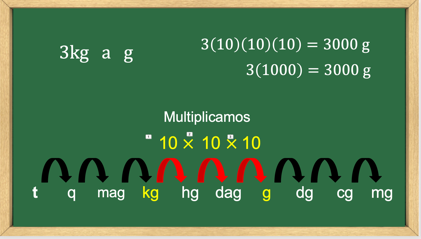 3kg a g
3(10)(10)(10) = 3000 g
3(1000) = 3000 g
Multiplicamos
10 × 10 × 10
t q mag kg hg dag g dg cg mg